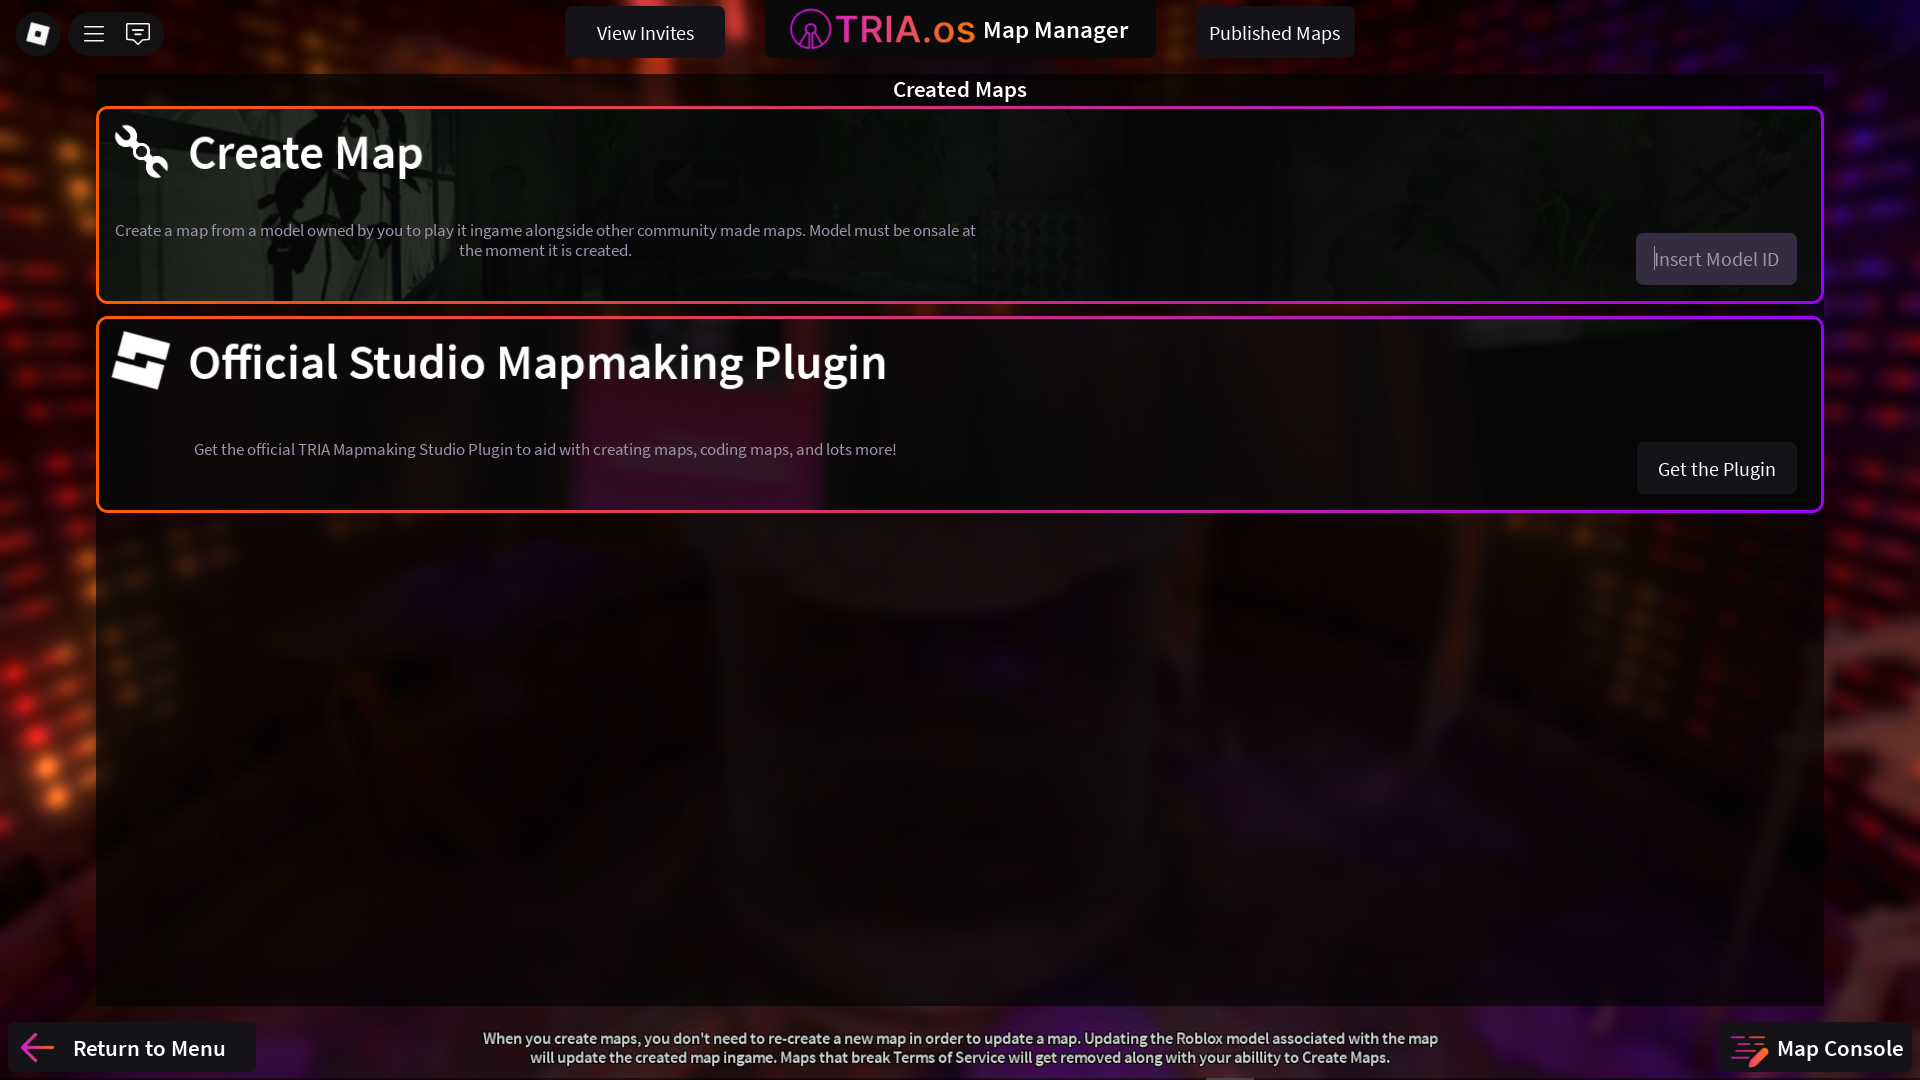 View Invites
TRIA.os Map Manager
Published Maps
Created Maps
Create Map
Create a map from a model owned by you to play it ingame alongside other community made maps. Model must be onsale at
the moment it is created.
Insert Model ID
Official Studio Mapmaking Plugin
Get the official TRIA Mapmaking Studio Plugin to aid with creating maps, coding maps, and lots more!
Get the Plugin
Return to Menu
When you create maps, you don't need to re-create a new map in order to update a map. Updating the Roblox model associated with the map
will update the created map ingame. Maps that break Terms of Service will get removed along with your abillity to Create Maps.
Map Console